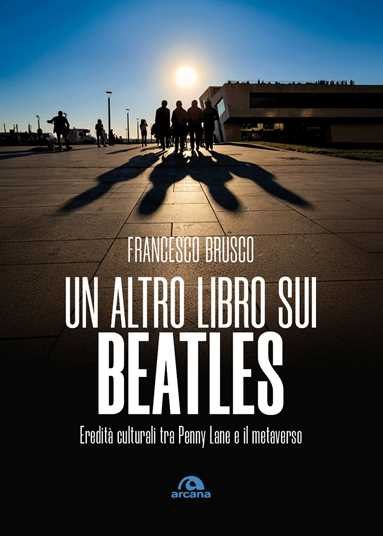 FRANCESCO BRUSCO
UN ALTRO LIBRO SUI
BEATLES
Eredità culturali tra Penny Lane e il metaverso
arcana